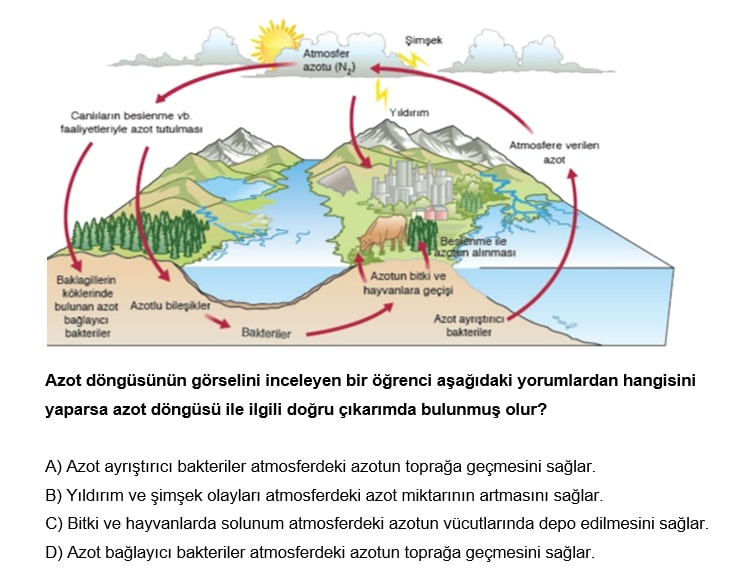 Şimşek
Atmosfer
azotu (N₂)
Canlıların beslenme vb.
faaliyetleriyle azot tutulması
Yıldırım
Atmosfere verilen
azot
Beslenme ile
azotun alınması
Baklagillerin
köklerinde
bulunan azot
bağlayıcı
bakteriler
Azotlu bileşikler
Bakteriler
Azotun bitki ve
hayvanlara geçişi
Azot ayrıştırıcı
bakteriler
Azot döngüsünün görselini inceleyen bir öğrenci aşağıdaki yorumlardan hangisini
yaparsa azot döngüsü ile ilgili doğru çıkarımda bulunmuş olur?
A) Azot ayrıştırıcı bakteriler atmosferdeki azotun toprağa geçmesini sağlar.
B) Yıldırım ve şimşek olayları atmosferdeki azot miktarının artmasını sağlar.
C) Bitki ve hayvanlarda solunum atmosferdeki azotun vücutlarında depo edilmesini sağlar.
D) Azot bağlayıcı bakteriler atmosferdeki azotun toprağa geçmesini sağlar.